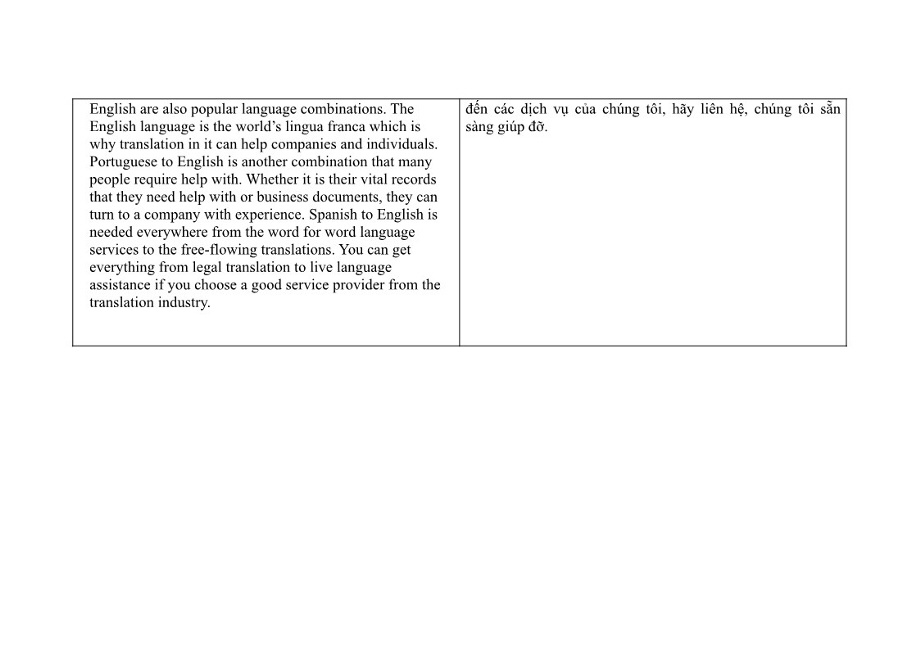 English are also popular language combinations. The
English language is the world’s lingua franca which is
why translation in it can help companies and individuals.
Portuguese to English is another combination that many
people require help with. Whether it is their vital records
that they need help with or business documents, they can
turn to a company with experience. Spanish to English is
needed everywhere from the word for word language
services to the free-flowing translations. You can get
everything from legal translation to live language
assistance if you choose a good service provider from the
translation industry.
đến các dịch vụ của chúng tôi, hãy liên hệ, chúng tôi sẵn
sàng giúp đỡ.